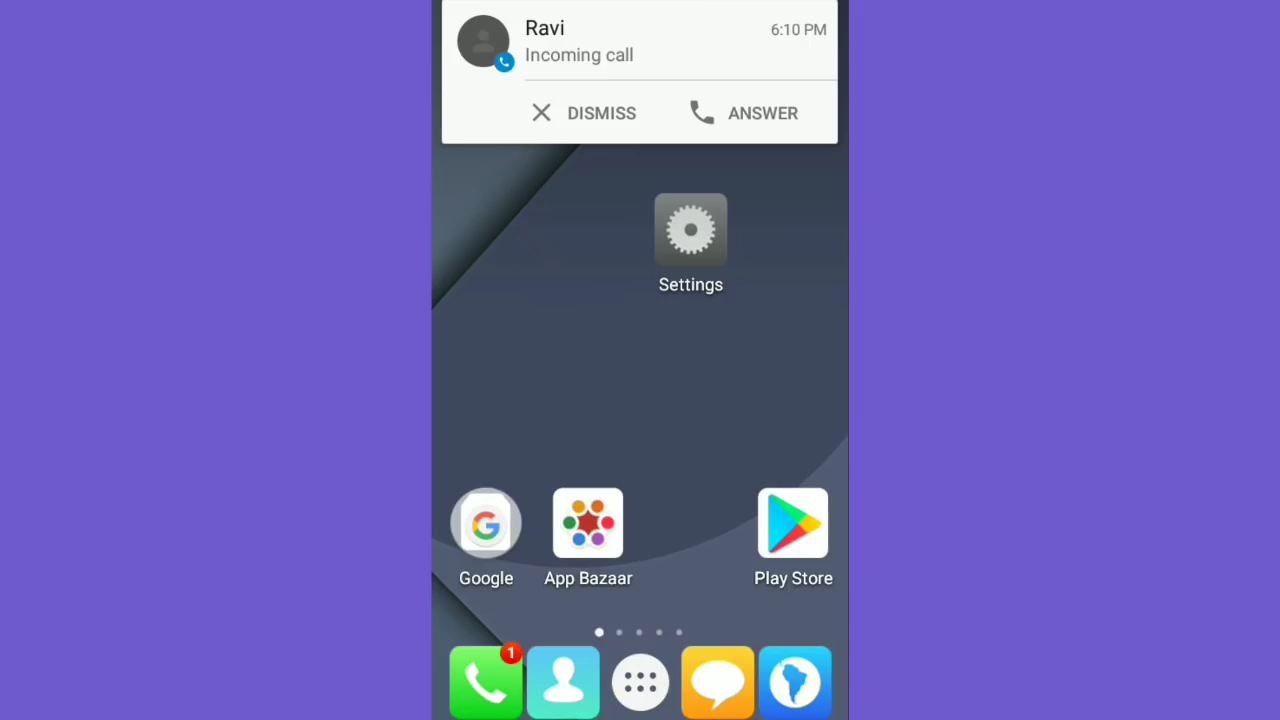 Ravi
6:10 PM
Incoming call
DISMISS
ANSWER
Settings
Google
App Bazaar
Play Store
1